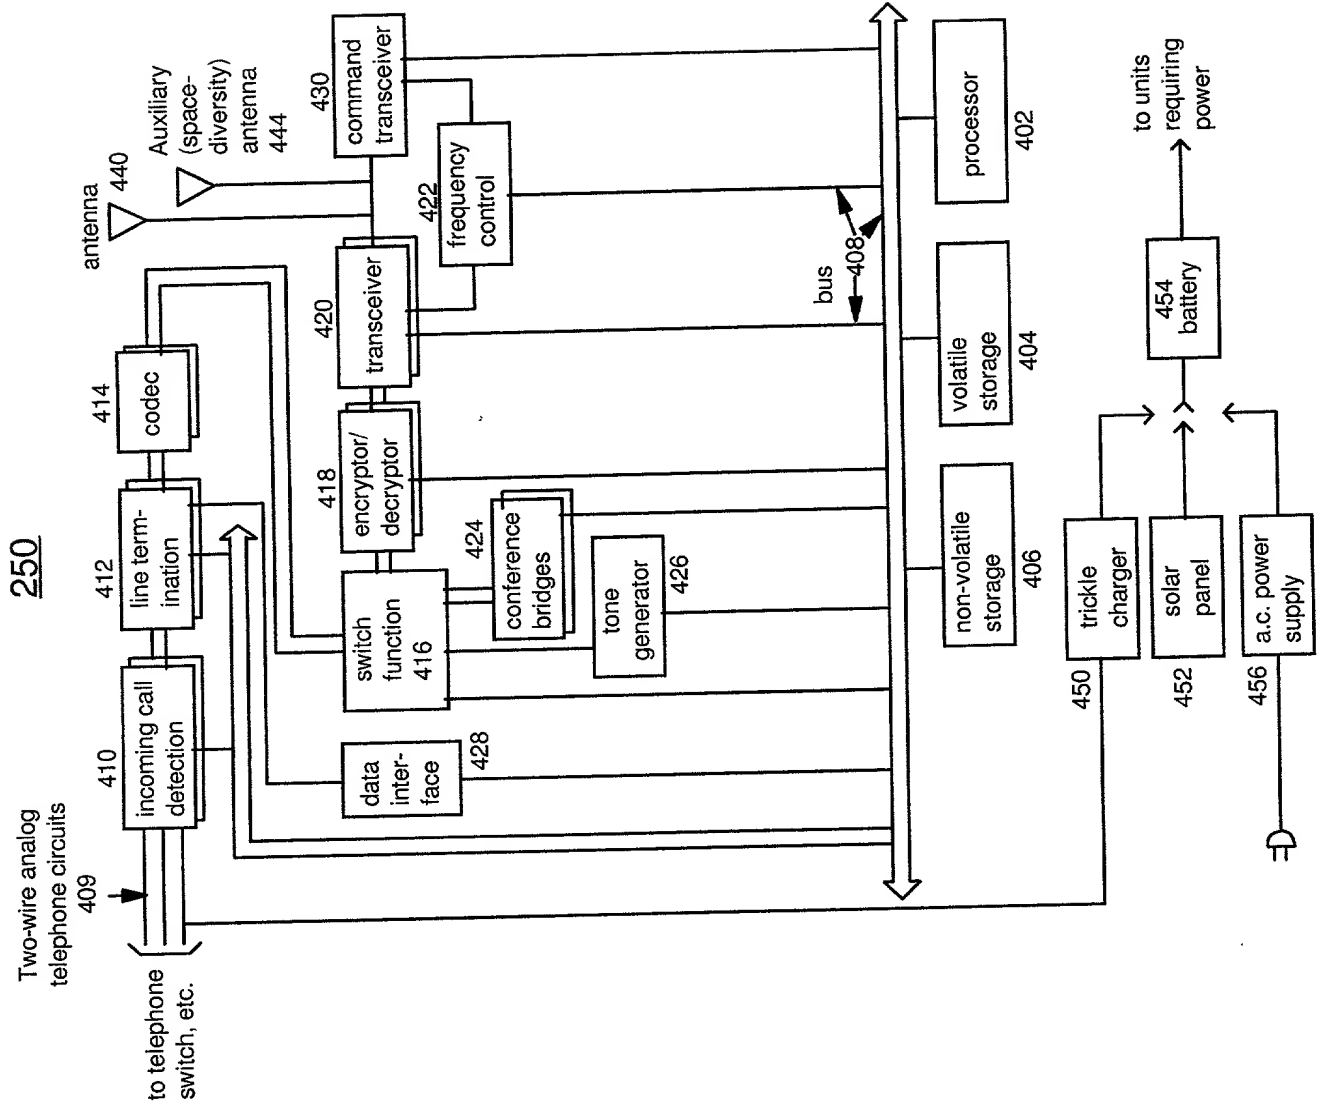 250
Two-wire analog
telephone circuits
409
to telephone
switch, etc.
410
incoming call
detection
412
line term-
ination
414
codec
antenna
440
Auxiliary
(space-
diversity)
antenna
444
data
inter-
face
428
switch
function
416
418
encryptor/
decryptor
420
transceiver
430
command
transceiver
422
frequency
control
424
conference
bridges
tone
generator
426
bus
408
non-volatile
storage
406
volatile
storage
404
processor
402
450
trickle
charger
452
solar
panel
456
a.c. power
supply
454
battery
to units
requiring
power